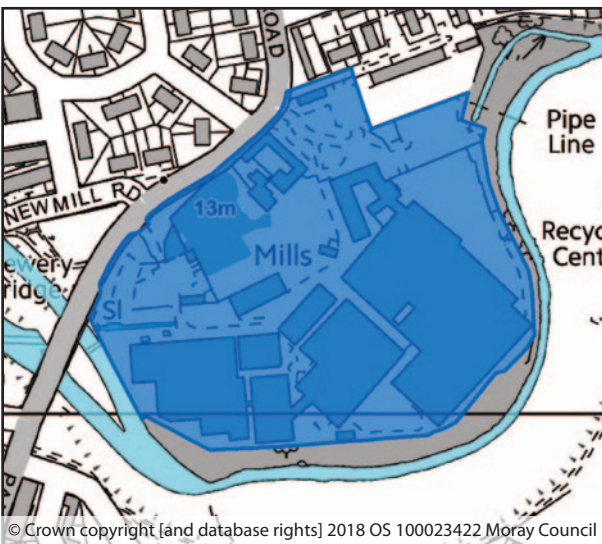 ROAD
Pipe
Line
NEW MILL RD
13m
Recyc
Cent
Mills
ewery
ridge
Sl
© Crown copyright [and database rights] 2018 OS 100023422 Moray Council